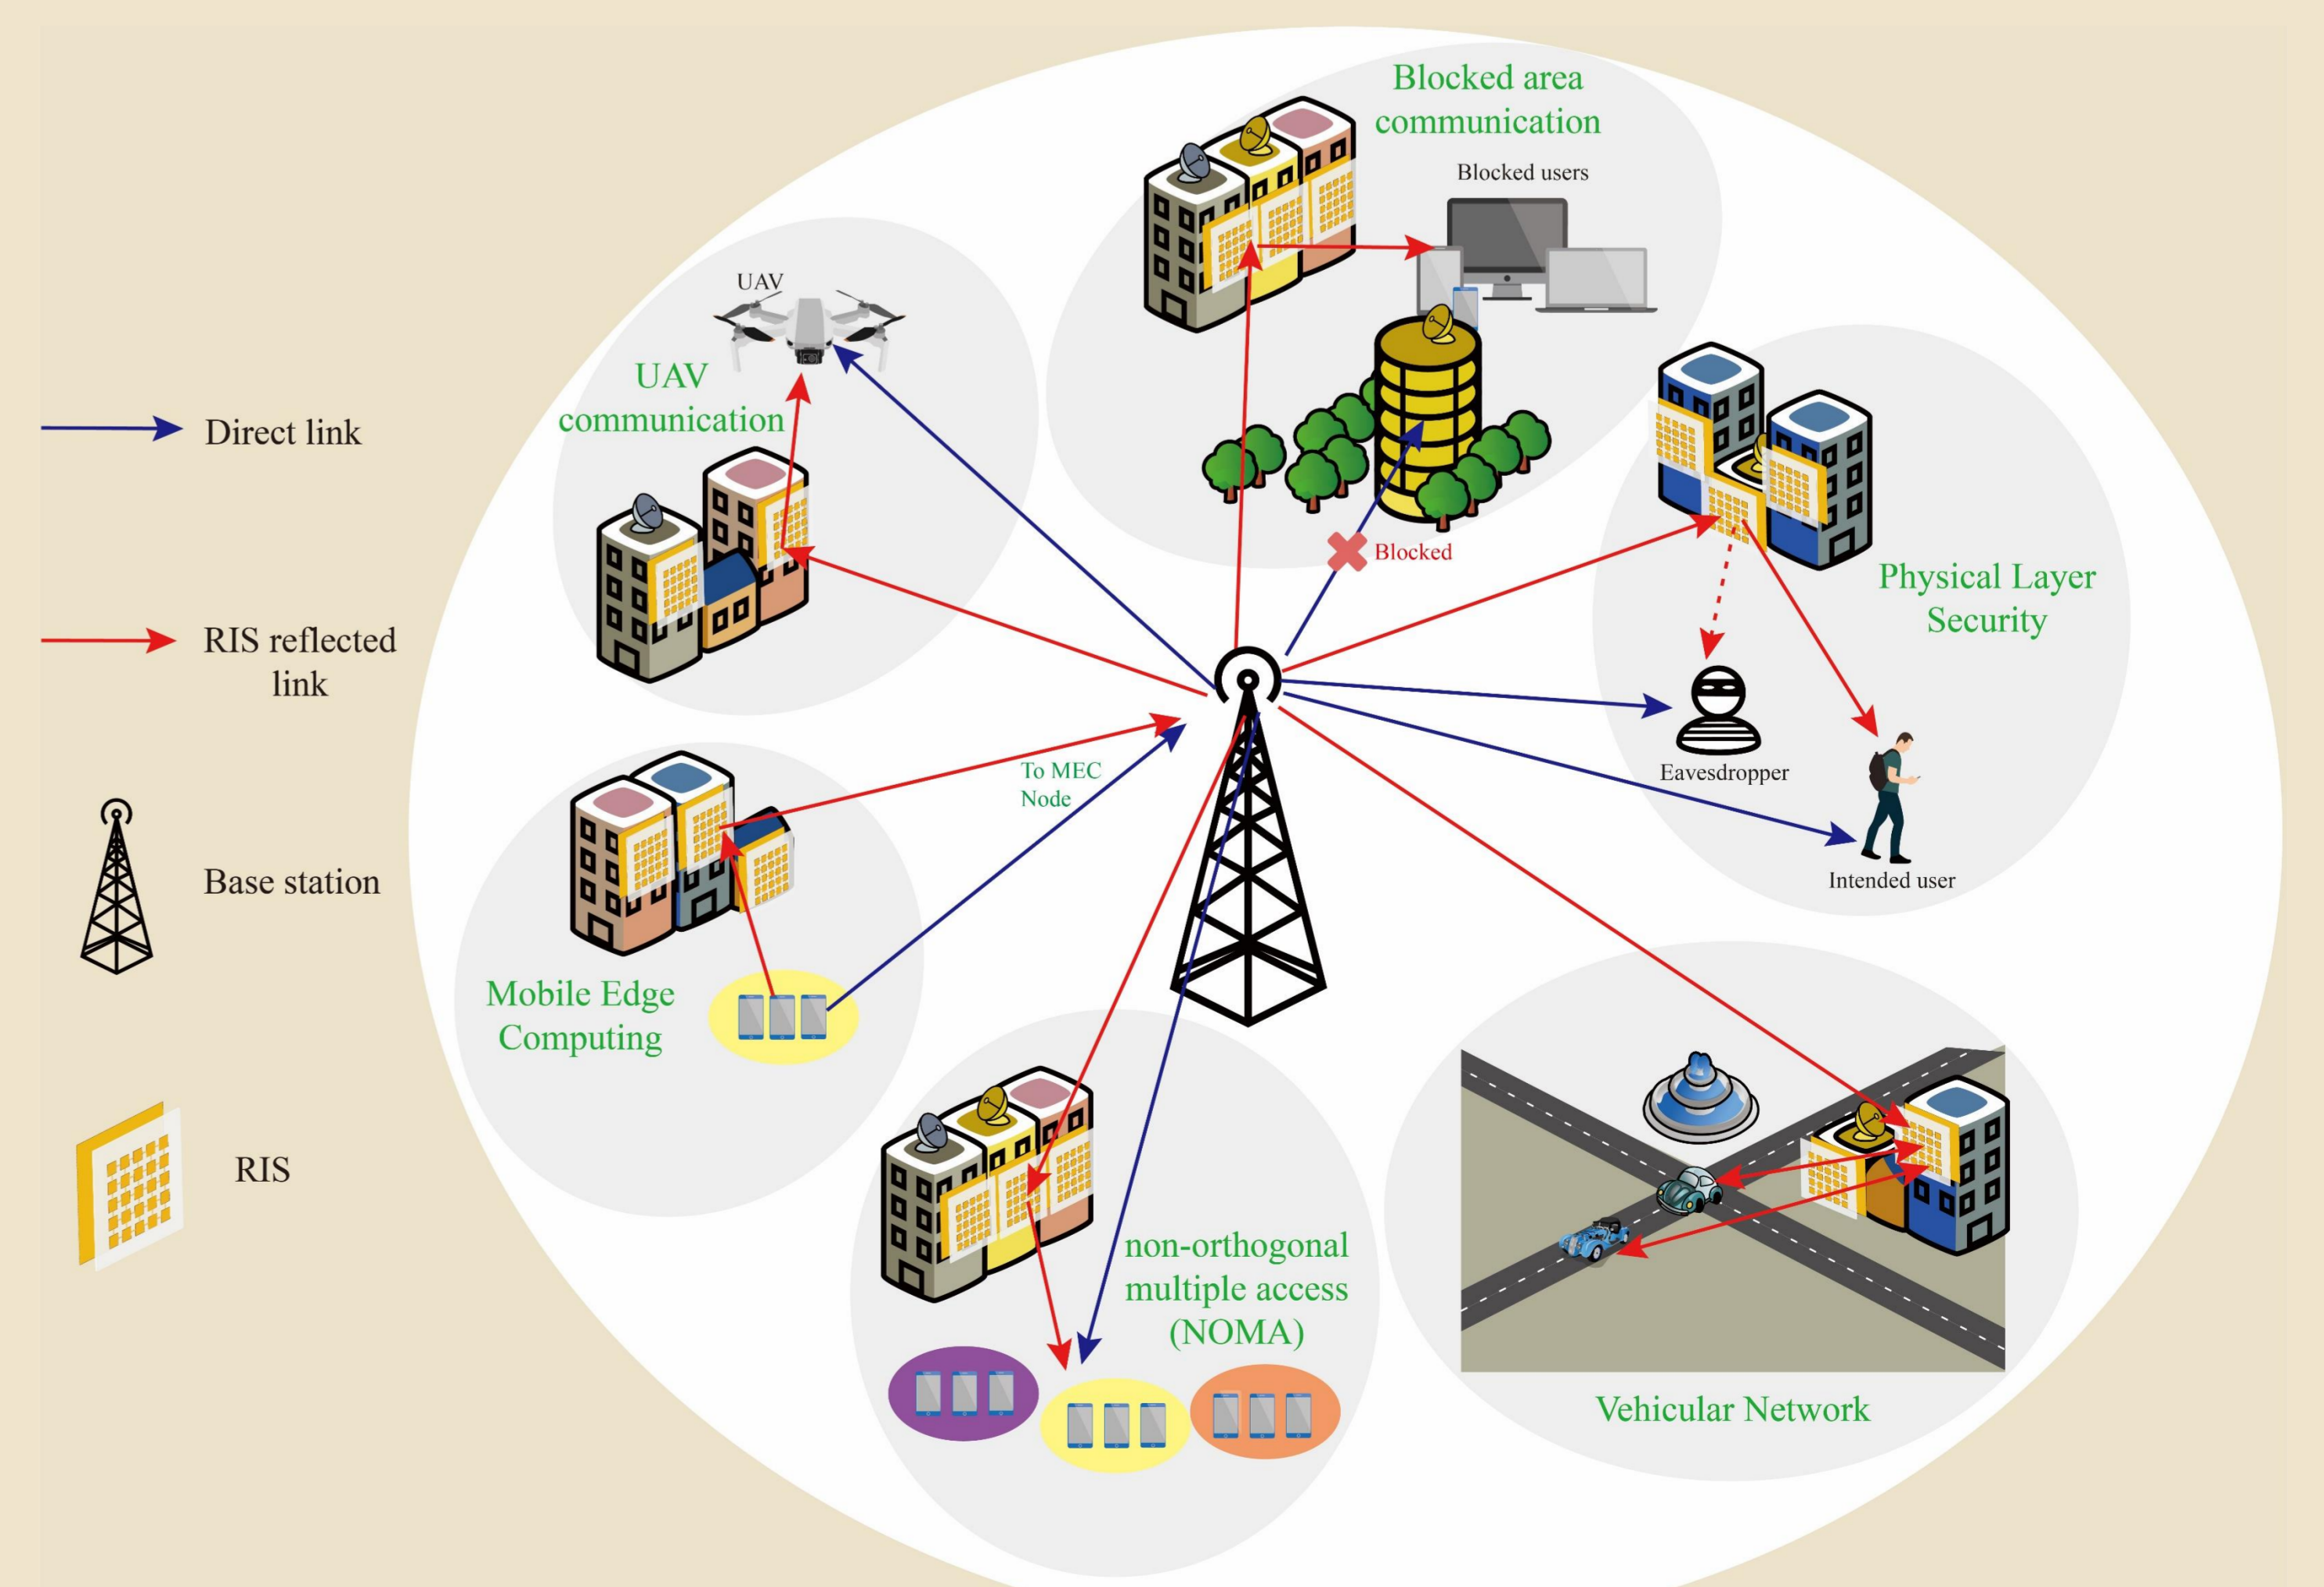 Direct link
RIS reflected
link
Base station
RIS
Blocked area
communication
Blocked users
Blocked
UAV
UAV
communication
Physical Layer
Security
Eavesdropper
Intended user
To MEC
Node
Mobile Edge
Computing
non-orthogonal
multiple access
(NOMA)
Vehicular Network